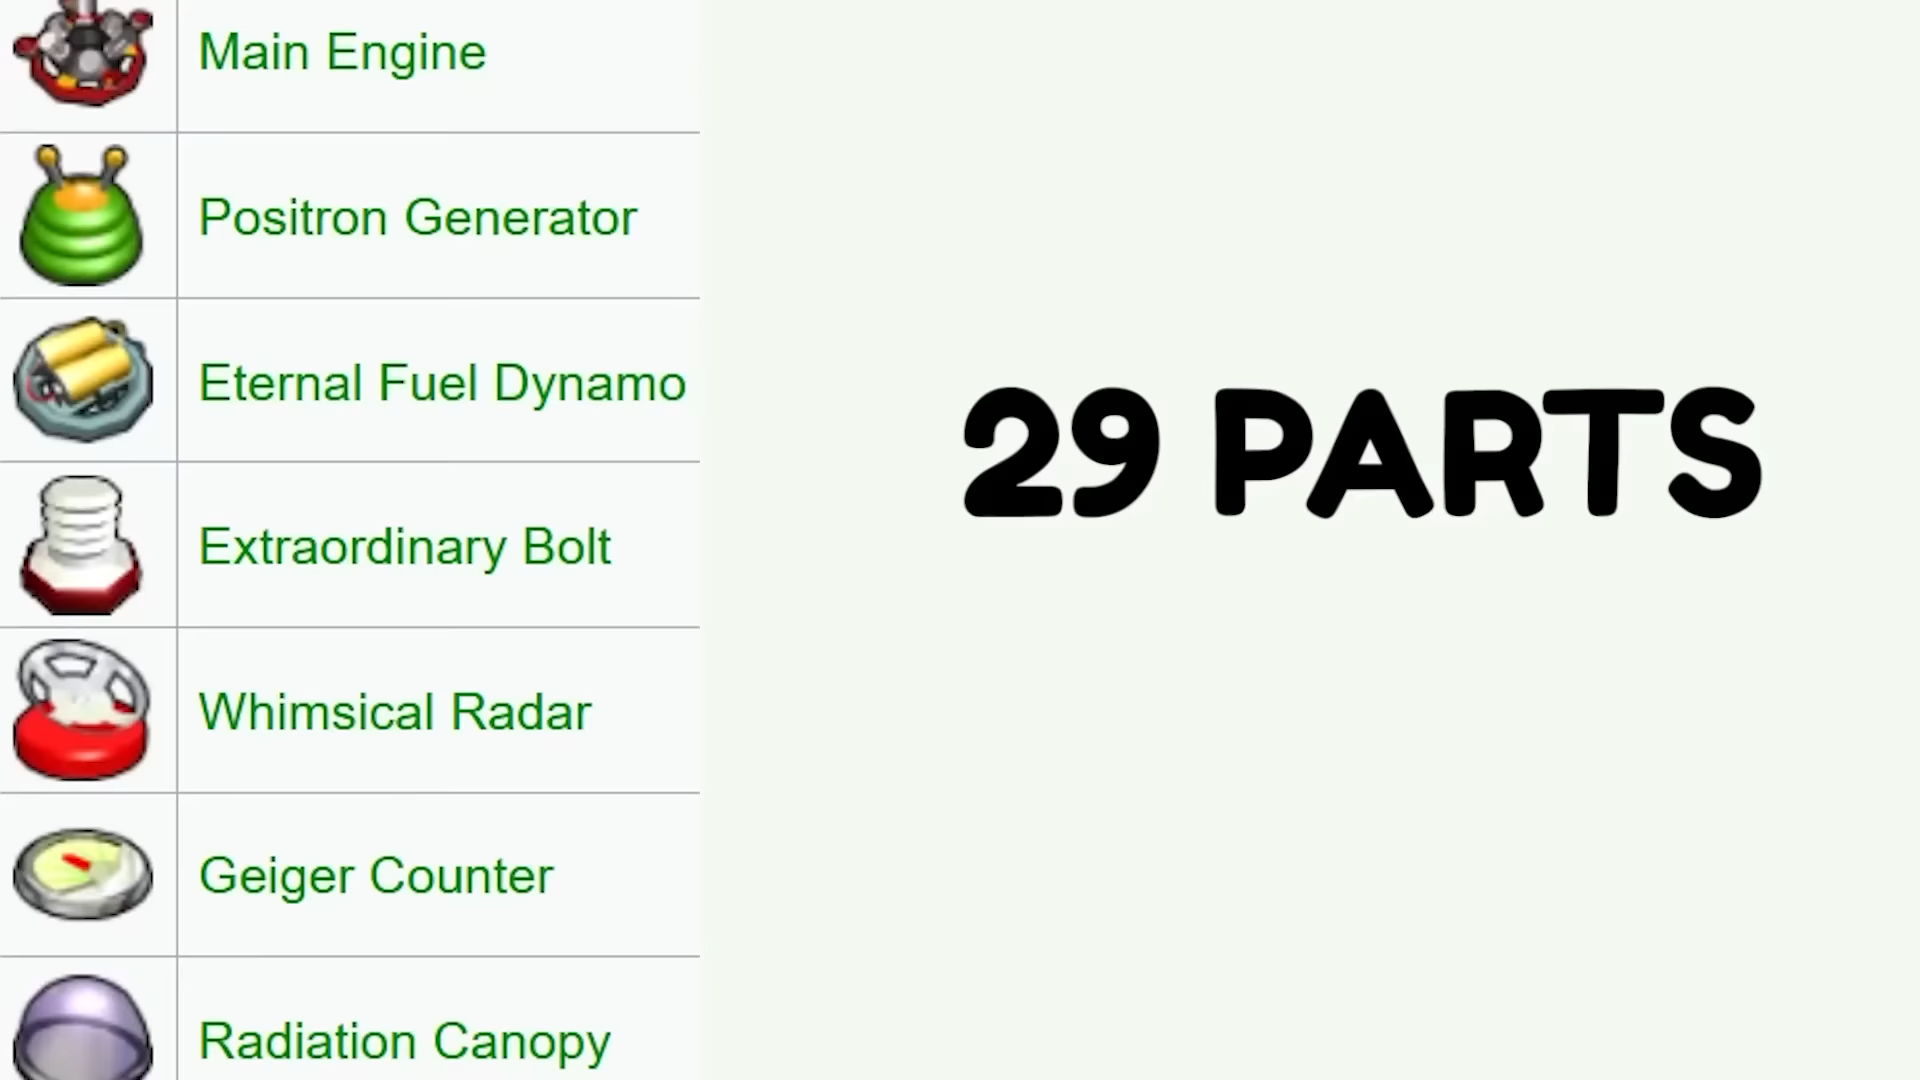 Main Engine
Positron Generator
Eternal Fuel Dynamo
Extraordinary Bolt
Whimsical Radar
Geiger Counter
Radiation Canopy
29 PARTS